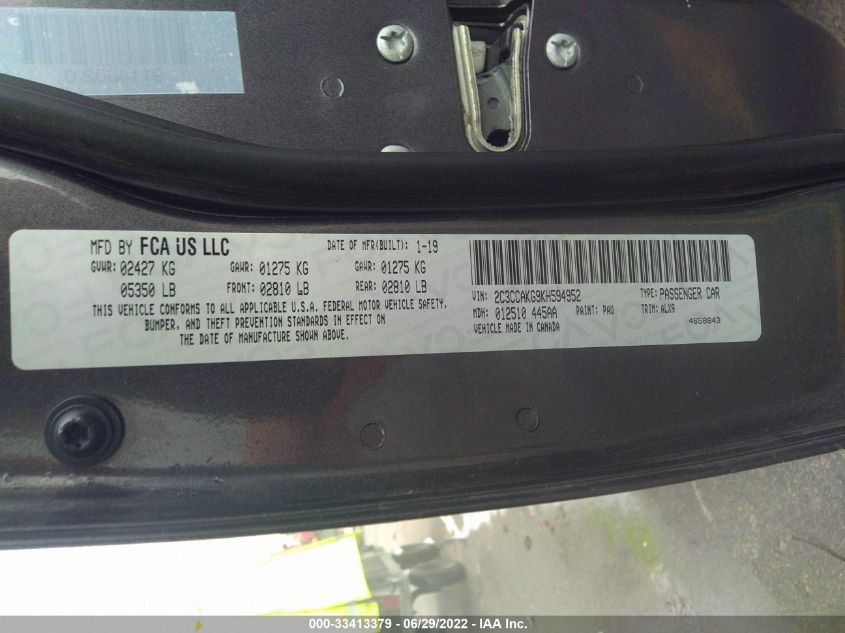 MFD BY FCA US LLC DATE OF MFR(BUILT): 1-19
GVWR: 02427 KG GAWR: 01275 KG GAWR: 01275 KG
05350 LB FRONT: 02810 LB REAR: 02810 LB
THIS VEHICLE CONFORMS TO ALL APPLICABLE U.S.A. FEDERAL MOTOR VEHICLE SAFETY,
BUMPER, AND THEFT PREVENTION STANDARDS IN EFFECT ON
THE DATE OF MANUFACTURE SHOWN ABOVE.
VIN: 2C3CCAKG9KH594952 TYPE: PASSENGER CAR
MDH: 012510 445AA PAINT: PAU TRIM: ALX9
VEHICLE MADE IN CANADA 4658843
000-33413379 - 06/29/2022 - IAA Inc.